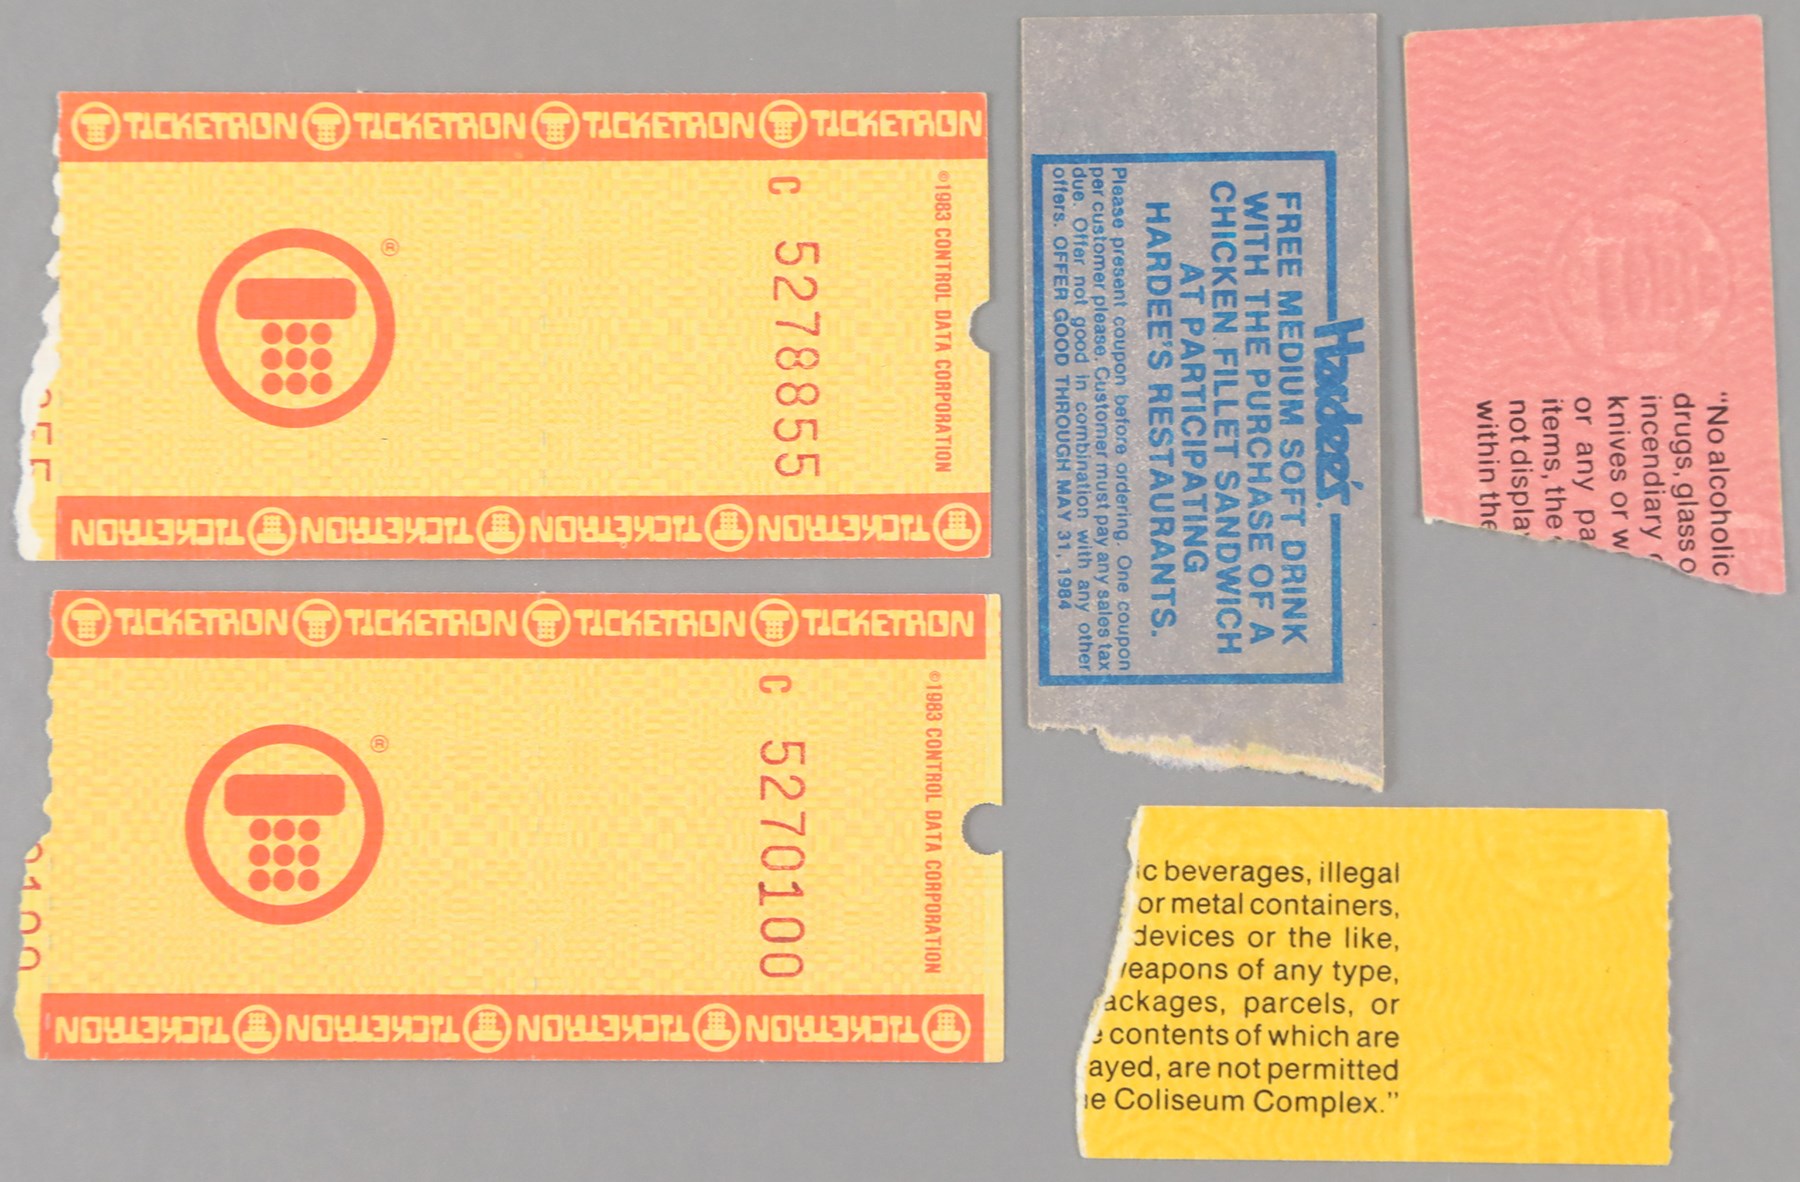 TICKETRON TICKETRON TICKETRON TICKETRON
®
C 5278855
©1983 CONTROL DATA CORPORATION
TICKETRON TICKETRON TICKETRON TICKETRON
TICKETRON TICKETRON TICKETRON TICKETRON
®
C 5270100
©1983 CONTROL DATA CORPORATION
0100
TICKETRON TICKETRON TICKETRON TICKETRON
Hardee's
FREE MEDIUM SOFT DRINK
WITH THE PURCHASE OF A
CHICKEN FILLET SANDWICH
AT PARTICIPATING
HARDEE'S RESTAURANTS.
Please present coupon before ordering. One coupon
per customer please. Customer must pay any sales tax
due. Offer not good in combination with any other
offers. OFFER GOOD THROUGH MAY 31, 1984
"No alcoholic
drugs, glass o
incendiary
knives or w
or any pa
items, the
not displa
within the
ic beverages, illegal
or metal containers,
devices or the like,
weapons of any type,
ackages, parcels, or
e contents of which are
ayed, are not permitted
he Coliseum Complex."